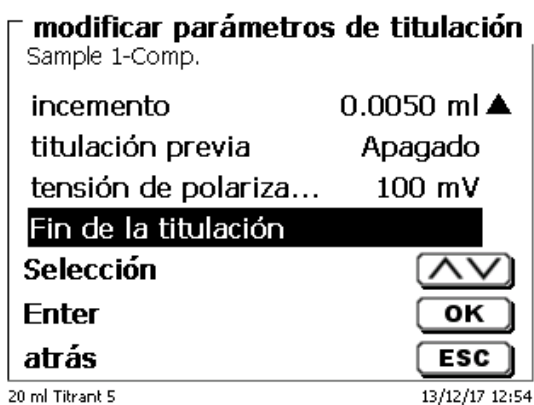 modificar parámetros de titulación
Sample 1-Comp.
incemento 0.0050 ml
titulación previa Apagado
tensión de polariza... 100 mV
Fin de la titulación
Selección
Enter OK
atrás ESC
20 ml Titrant 5 13/12/17 12:54